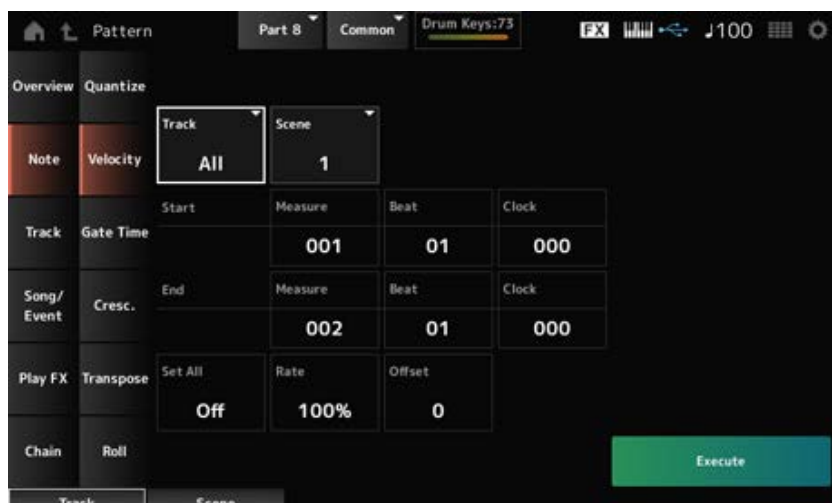 Pattern
Part 8
Common
Drum Keys:73
FX
♩100
Overview
Quantize
Track
All
Scene
1
Note
Velocity
Start
Measure
001
Beat
01
Clock
000
Track
Gate Time
End
Measure
002
Beat
01
Clock
000
Song/
Event
Cresc.
Set All
Off
Rate
100%
Offset
0
Play FX
Transpose
Chain
Roll
Execute
Track
Scene